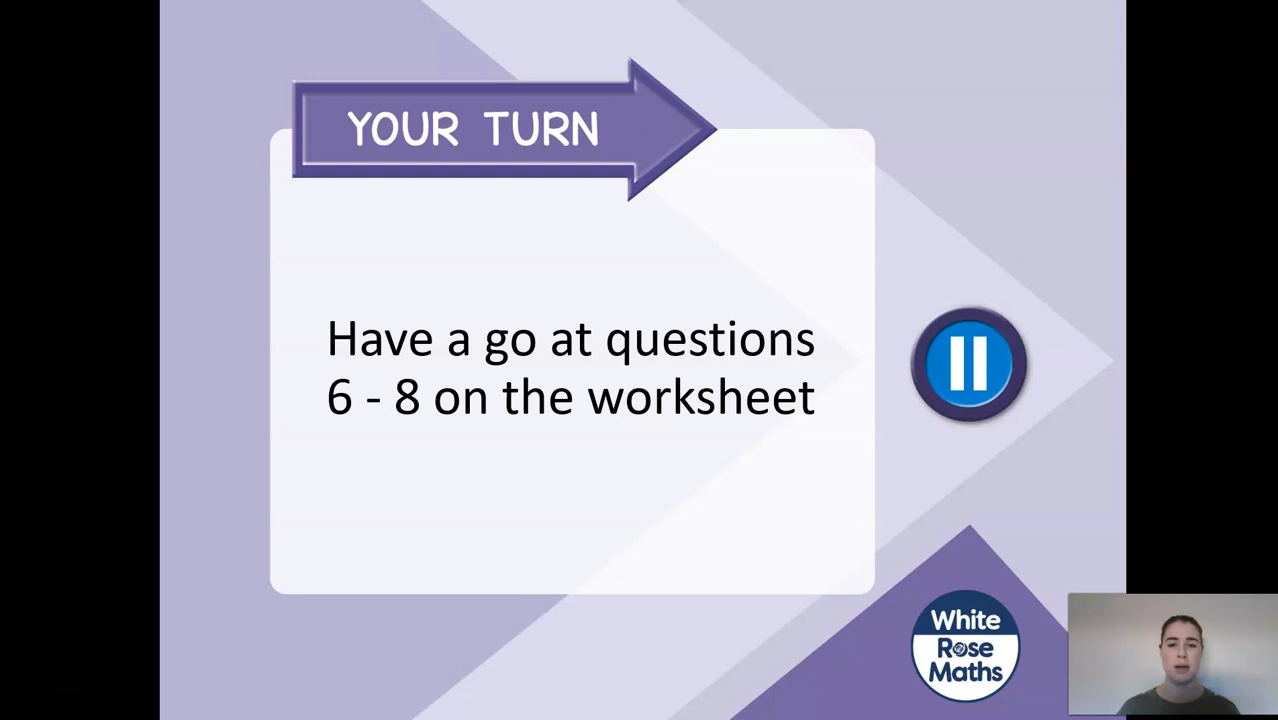 YOUR TURN
Have a go at questions
6 - 8 on the worksheet
White
Rose
Maths